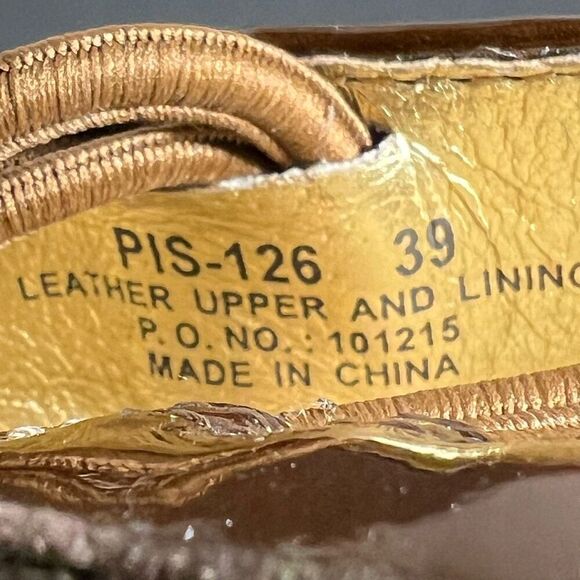 PIS-126 39
LEATHER UPPER AND LINING
P.O.NO.: 101215
MADE IN CHINA